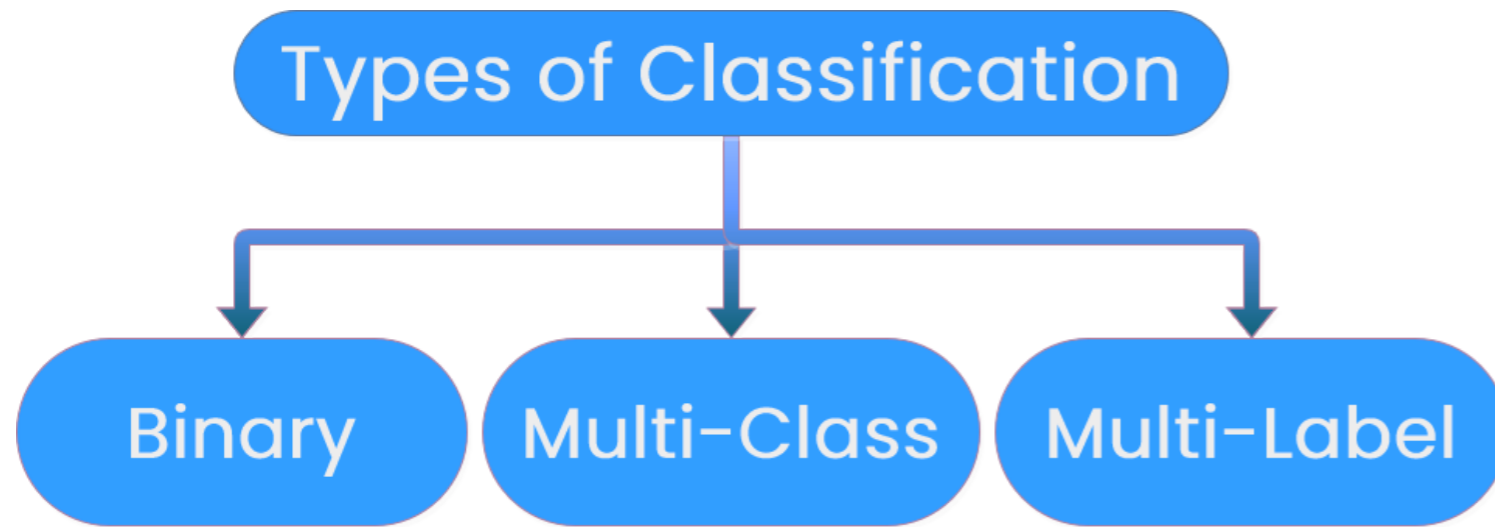 Types of Classification
Binary
Multi-Class
Multi-Label